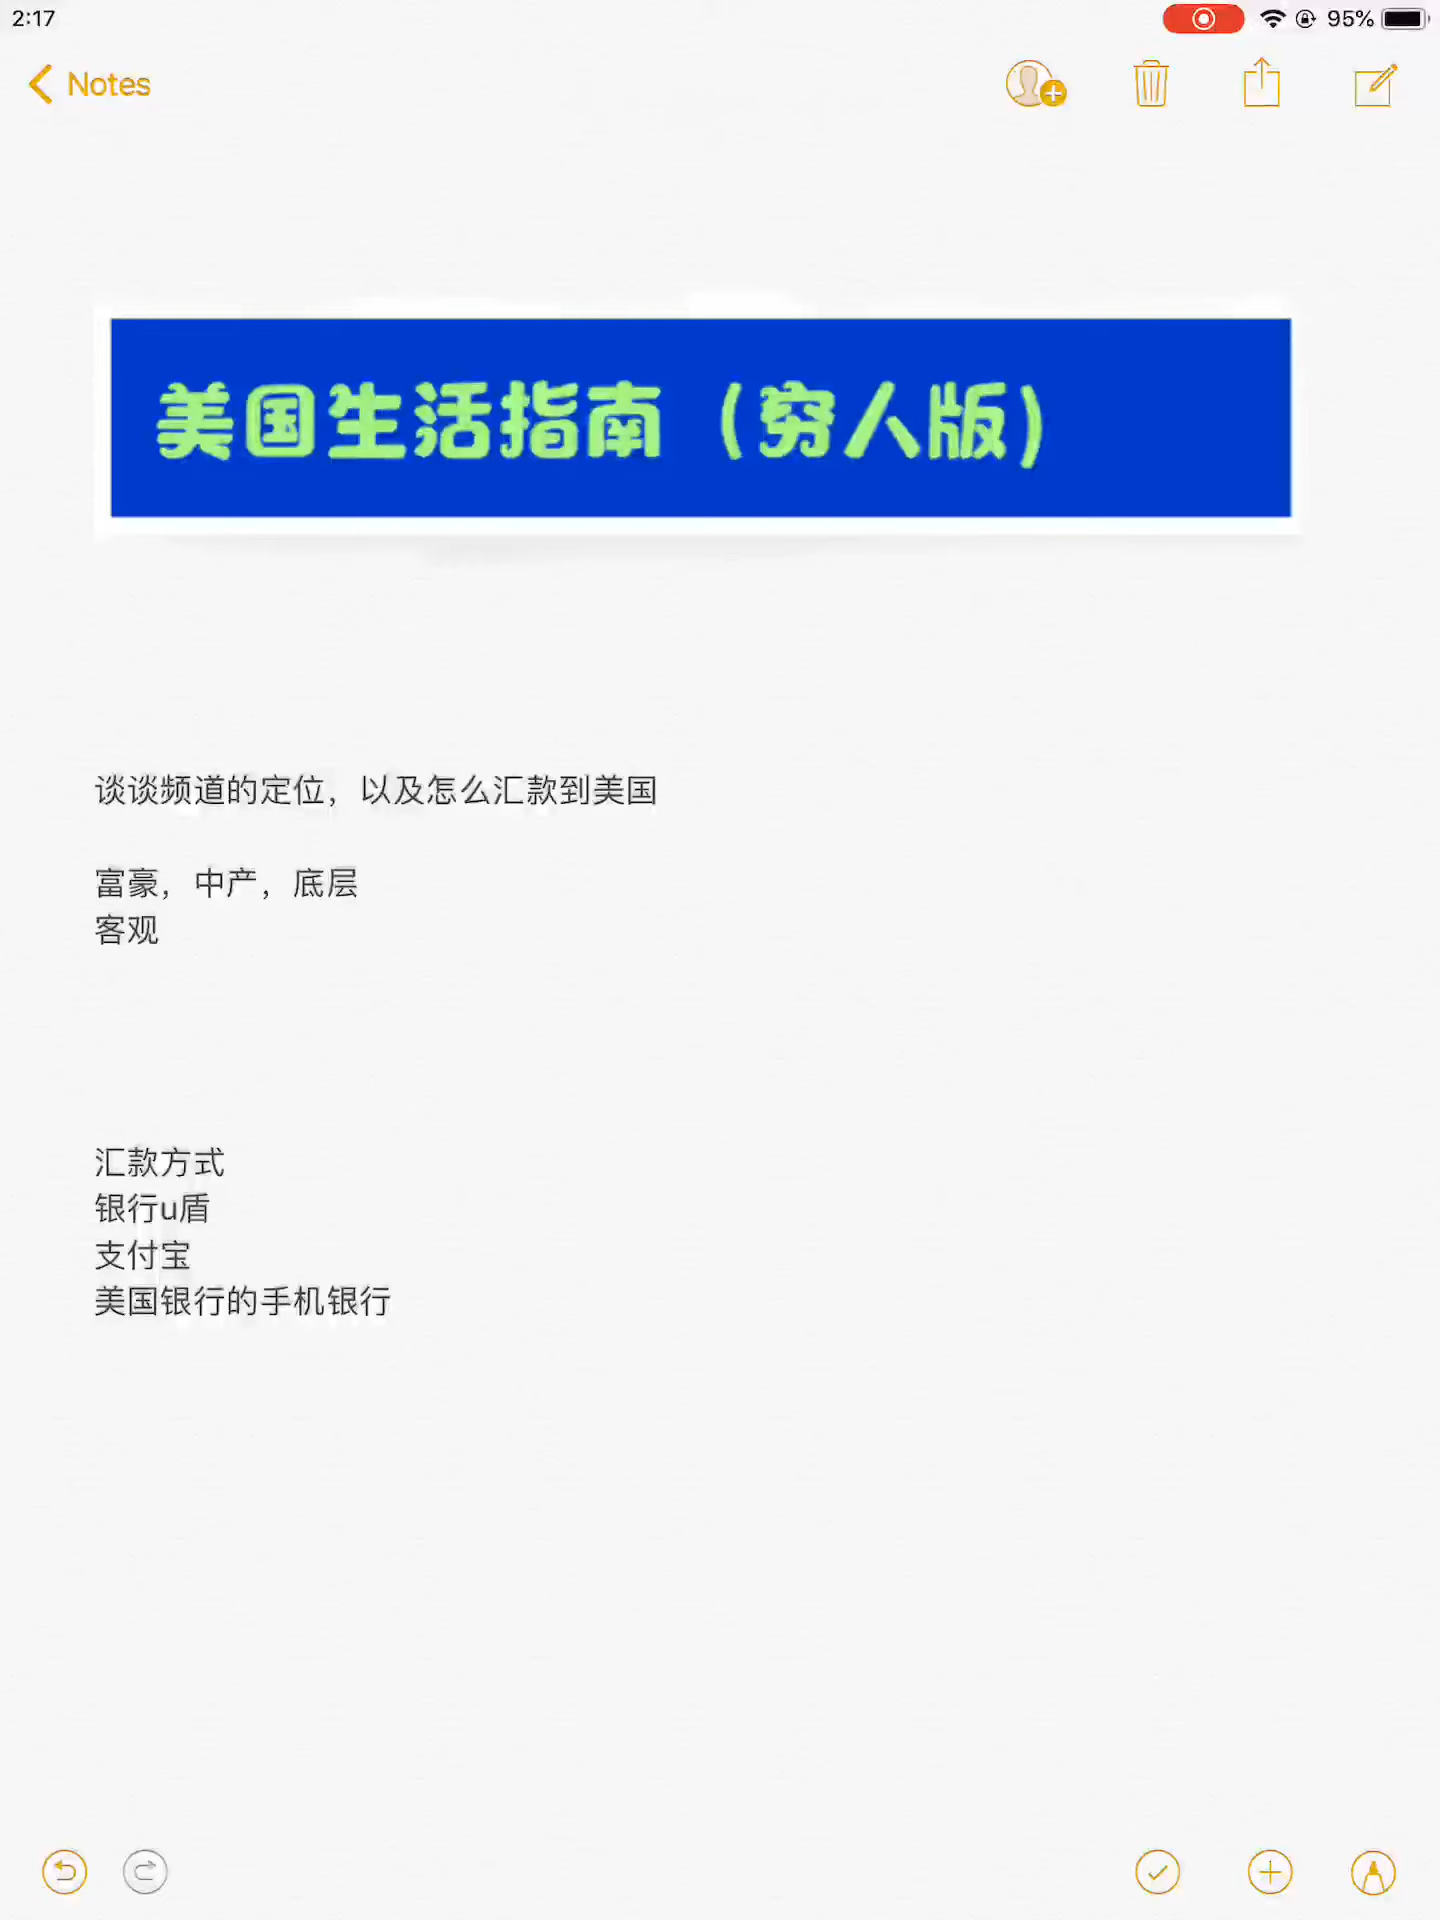 2:17
95%
Notes
美国生活指南（穷人版）
谈谈频道的定位，以及怎么汇款到美国
富豪，中产，底层
客观
汇款方式
银行u盾
支付宝
美国银行的手机银行